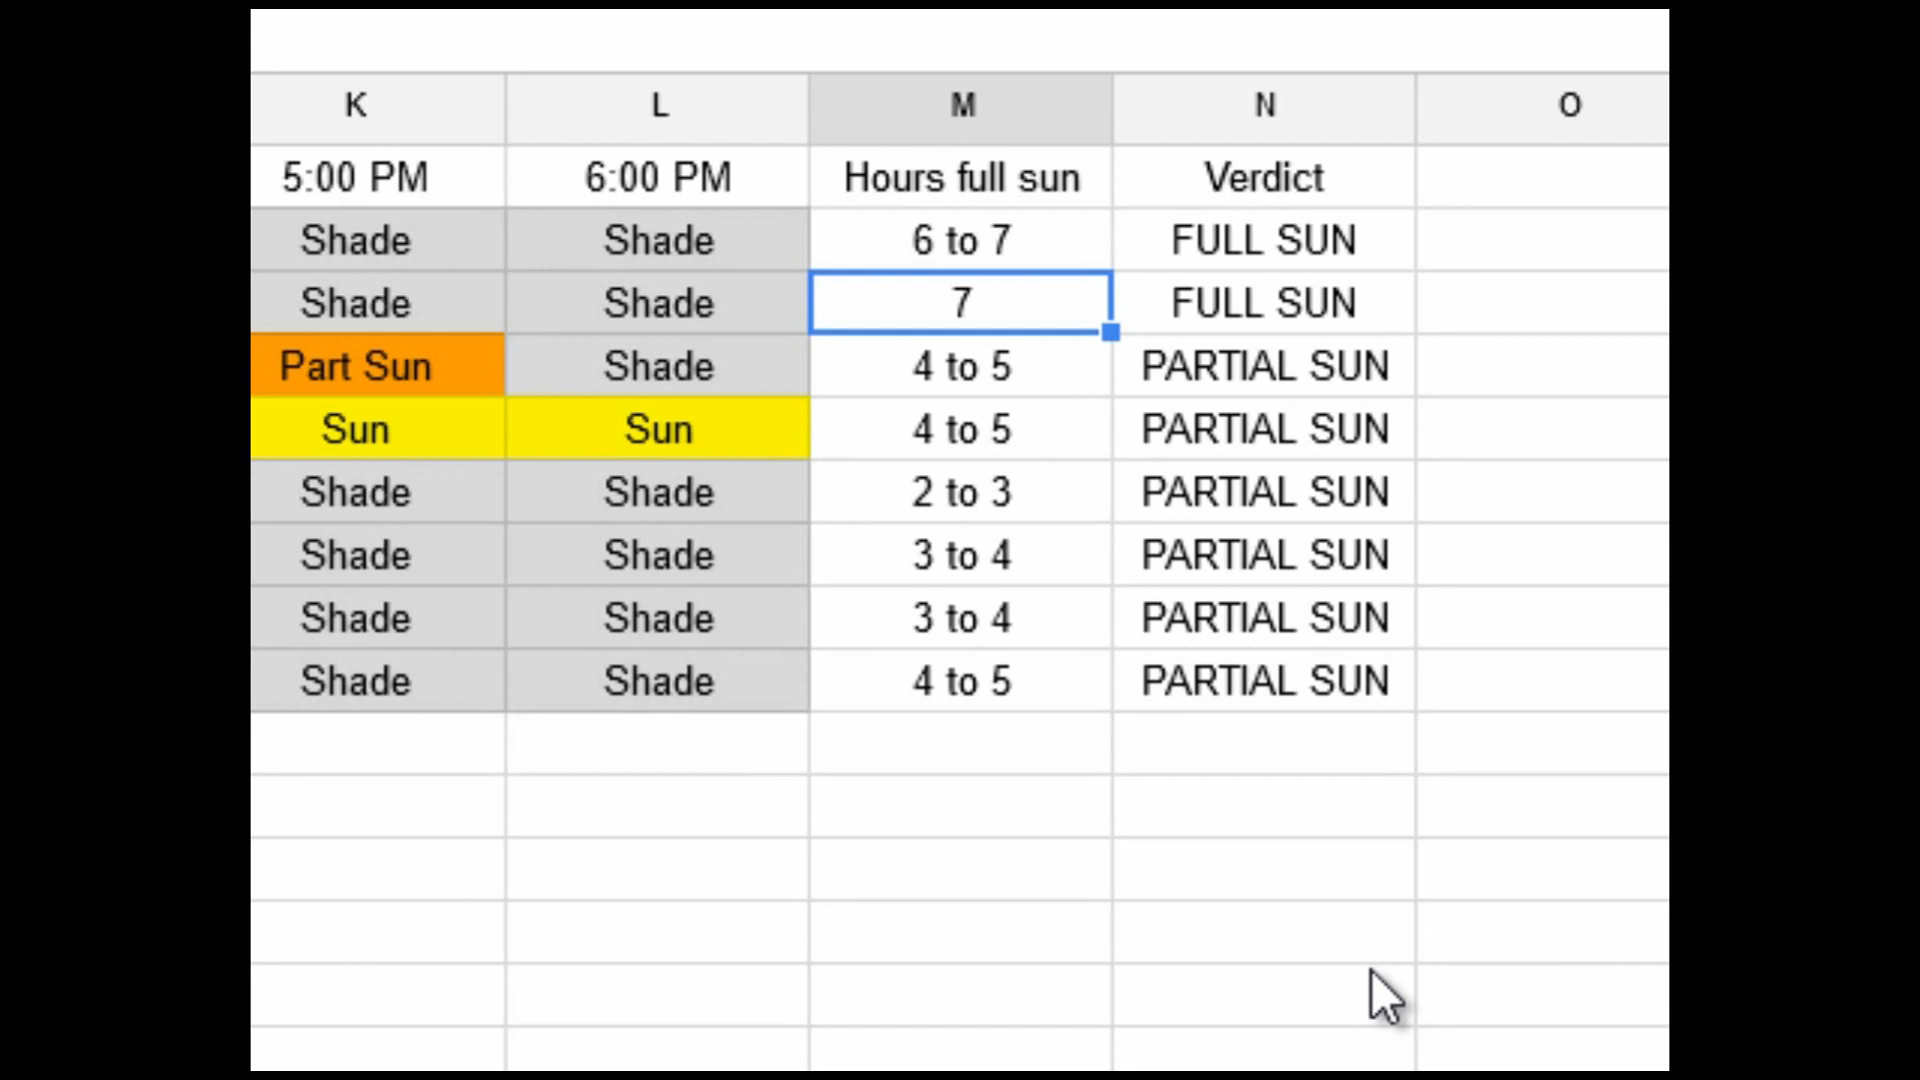 K L M N O
5:00 PM 6:00 PM Hours full sun Verdict
Shade Shade 6 to 7 FULL SUN
Shade Shade 7 FULL SUN
Part Sun Shade 4 to 5 PARTIAL SUN
Sun Sun 4 to 5 PARTIAL SUN
Shade Shade 2 to 3 PARTIAL SUN
Shade Shade 3 to 4 PARTIAL SUN
Shade Shade 3 to 4 PARTIAL SUN
Shade Shade 4 to 5 PARTIAL SUN